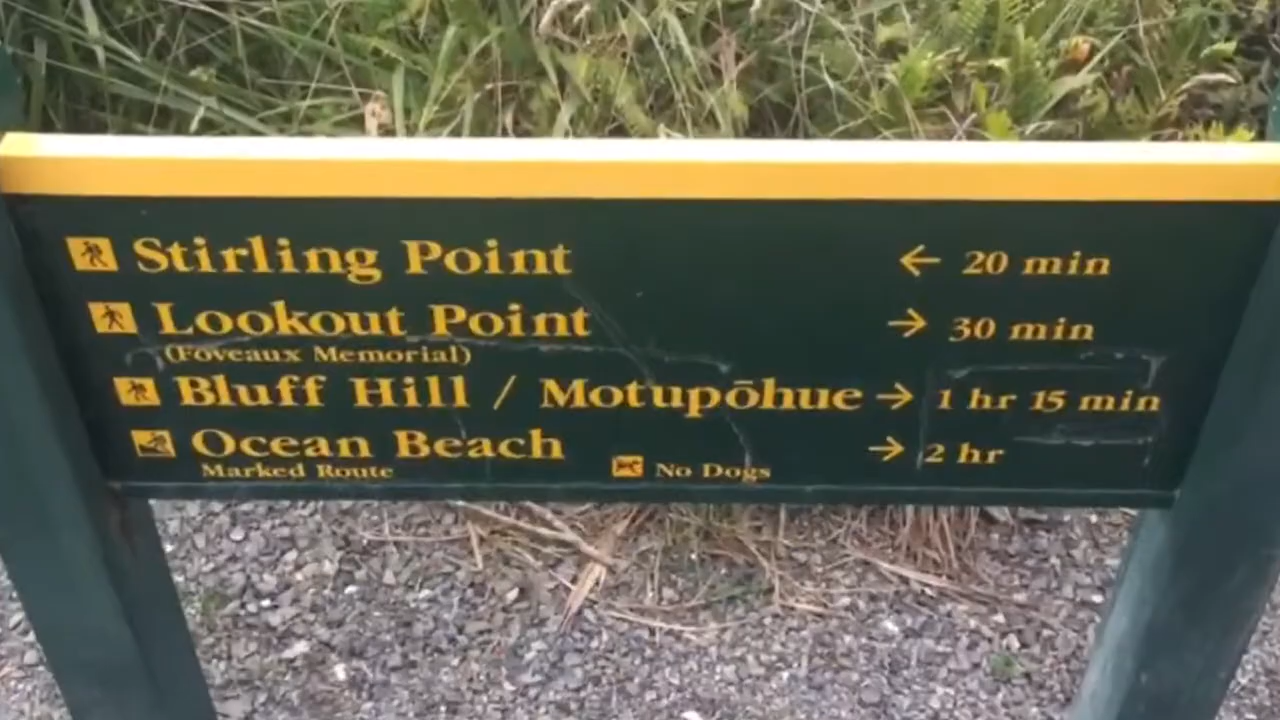 Stirling Point ← 20 min
Lookout Point → 30 min
(Foveaux Memorial)
Bluff Hill / Motupōhue → 1 hr 15 min
Ocean Beach → 2 hr
Marked Route No Dogs